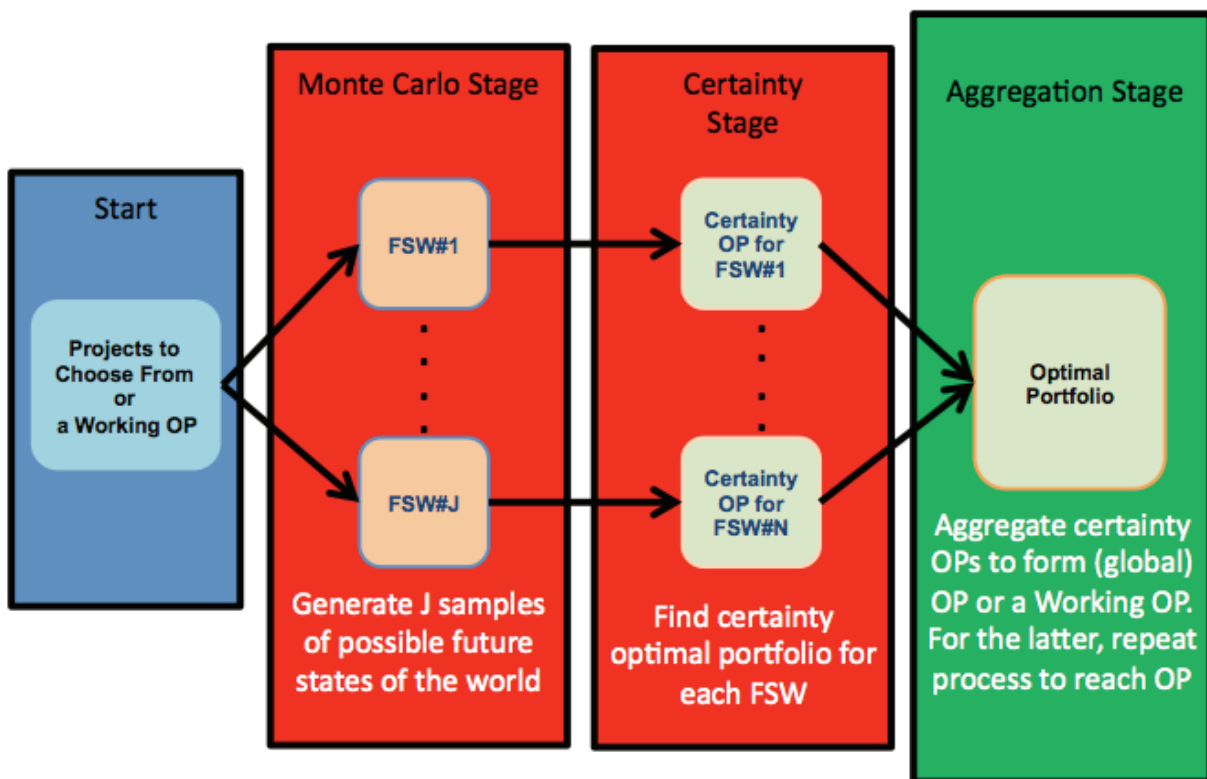 Start
Projects to
Choose From
or
a Working OP
Monte Carlo Stage
FSW#1
FSW#J
Generate J samples
of possible future
states of the world
Certainty
Stage
Certainty
OP for
FSW#1
Certainty
OP for
FSW#N
Find certainty
optimal portfolio for
each FSW
Aggregation Stage
Optimal
Portfolio
Aggregate certainty
OPs to form (global)
OP or a Working OP.
For the latter, repeat
process to reach OP